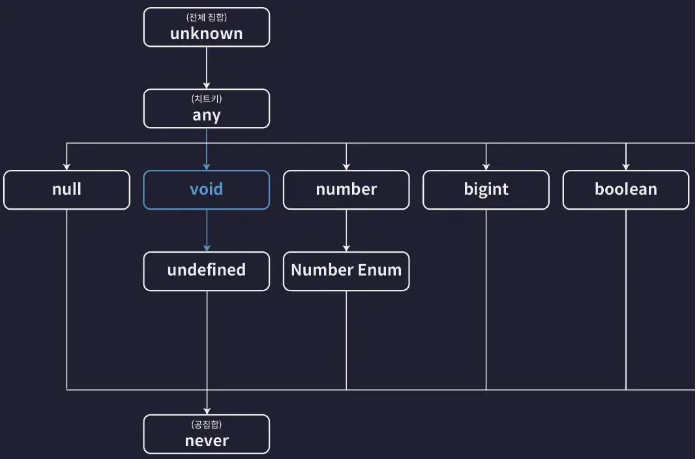 (전체 집합)
unknown
(치트키)
any
null
void
number
bigint
boolean
undefined
Number Enum
(공집합)
never